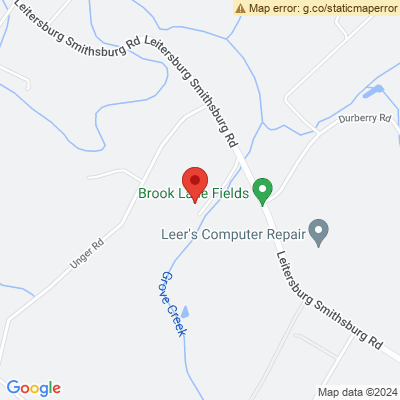 Map error: g.co/staticmaperror
Leitersburg Smithsburg Rd
Leitersburg Smithsburg Rd
Durberry Rd
Brook Lane Fields
Leer's Computer Repair
Unger Rd
Grove Creek
Leitersburg Smithsburg Rd
Google
Map data ©2024